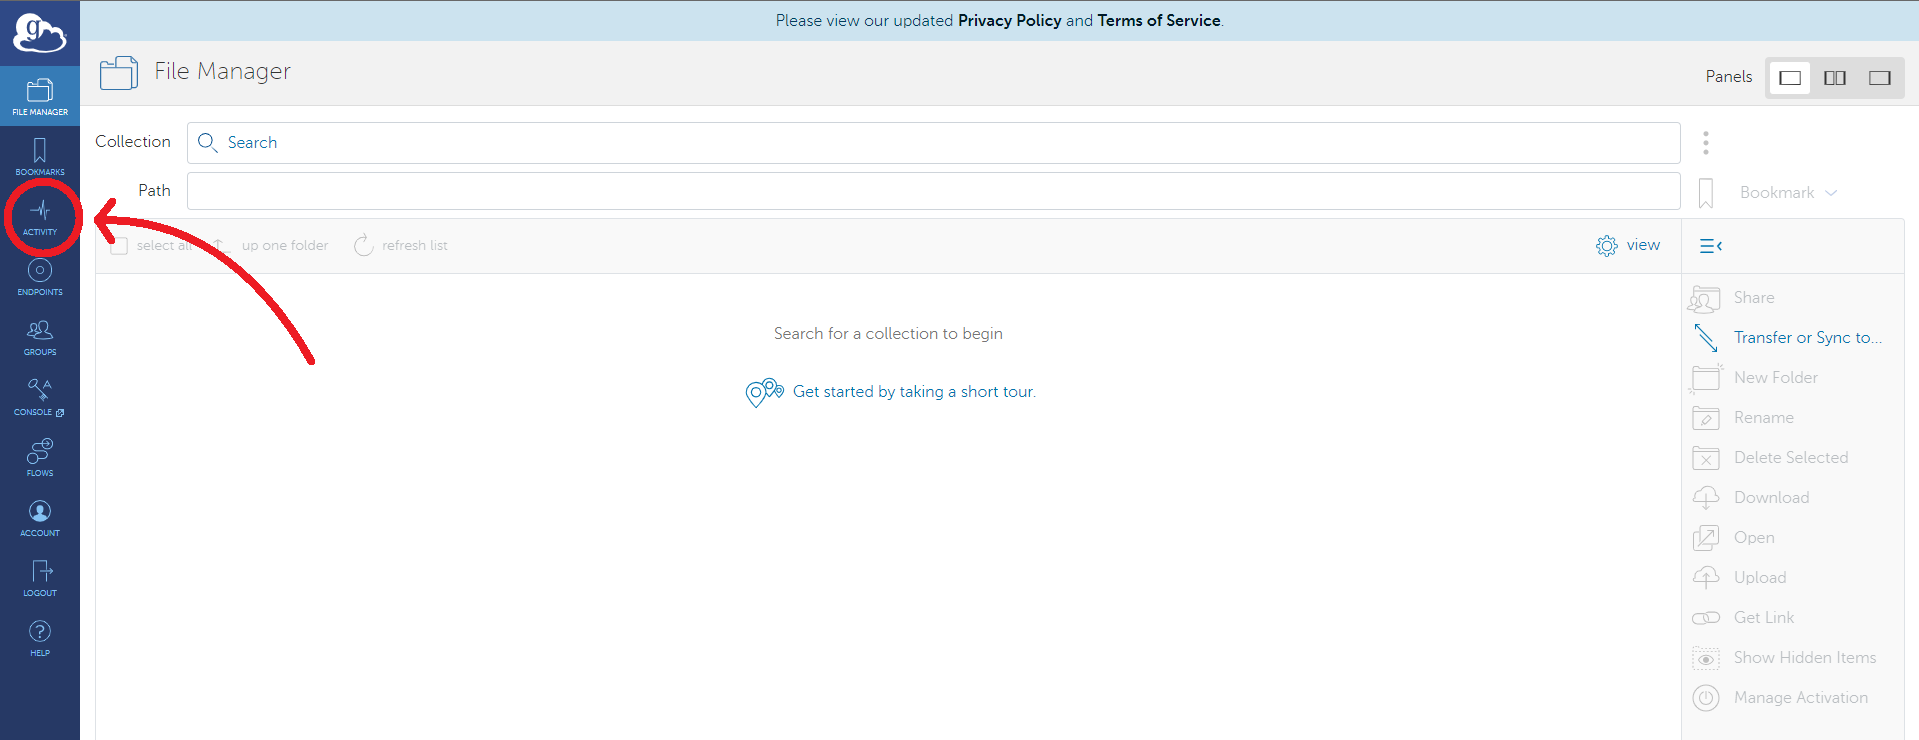 Please view our updated Privacy Policy and Terms of Service.
g
File Manager
Panels
FILE MANAGER
Collection
Search
BOOKMARKS
Path
Bookmark
ACTIVITY
select all
up one folder
refresh list
view
ENDPOINTS
Share
Search for a collection to begin
Transfer or Sync to...
GROUPS
New Folder
Get started by taking a short tour.
CONSOLE
Rename
Delete Selected
FLOWS
Download
ACCOUNT
Open
Upload
LOGOUT
Get Link
HELP
Show Hidden Items
Manage Activation